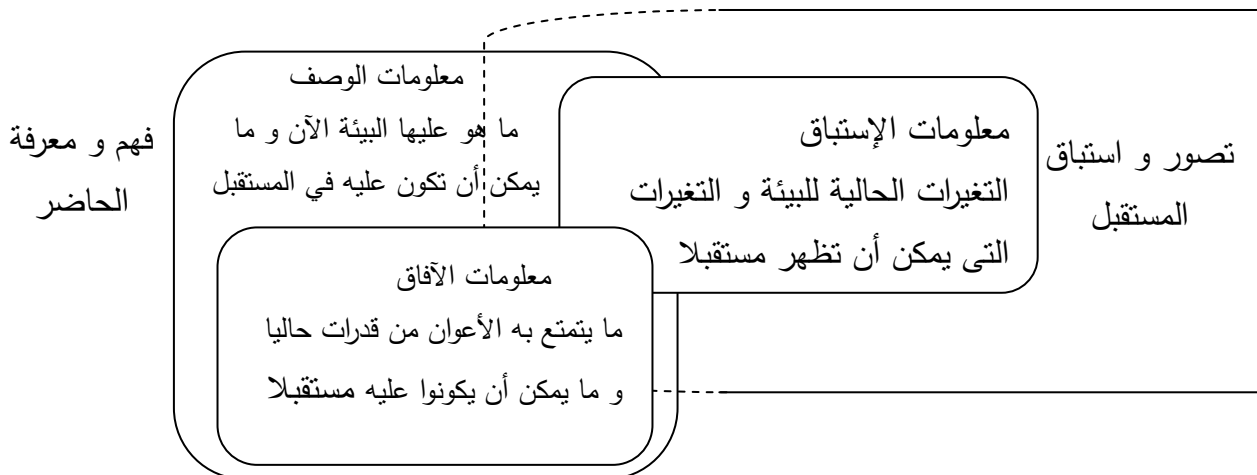 معلومات الوصف
ما هو عليها البيئة الآن و ما
يمكن أن تكون عليه في المستقبل
معلومات الإستباق
التغيرات الحالية للبيئة و التغيرات
التى يمكن أن تظهر مستقبلا
تصور و استباق
المستقبل
فهم و معرفة
الحاضر
معلومات الآفاق
ما يتمتع به الأعوان من قدرات حاليا
و ما يمكن أن يكونوا عليه مستقبلا